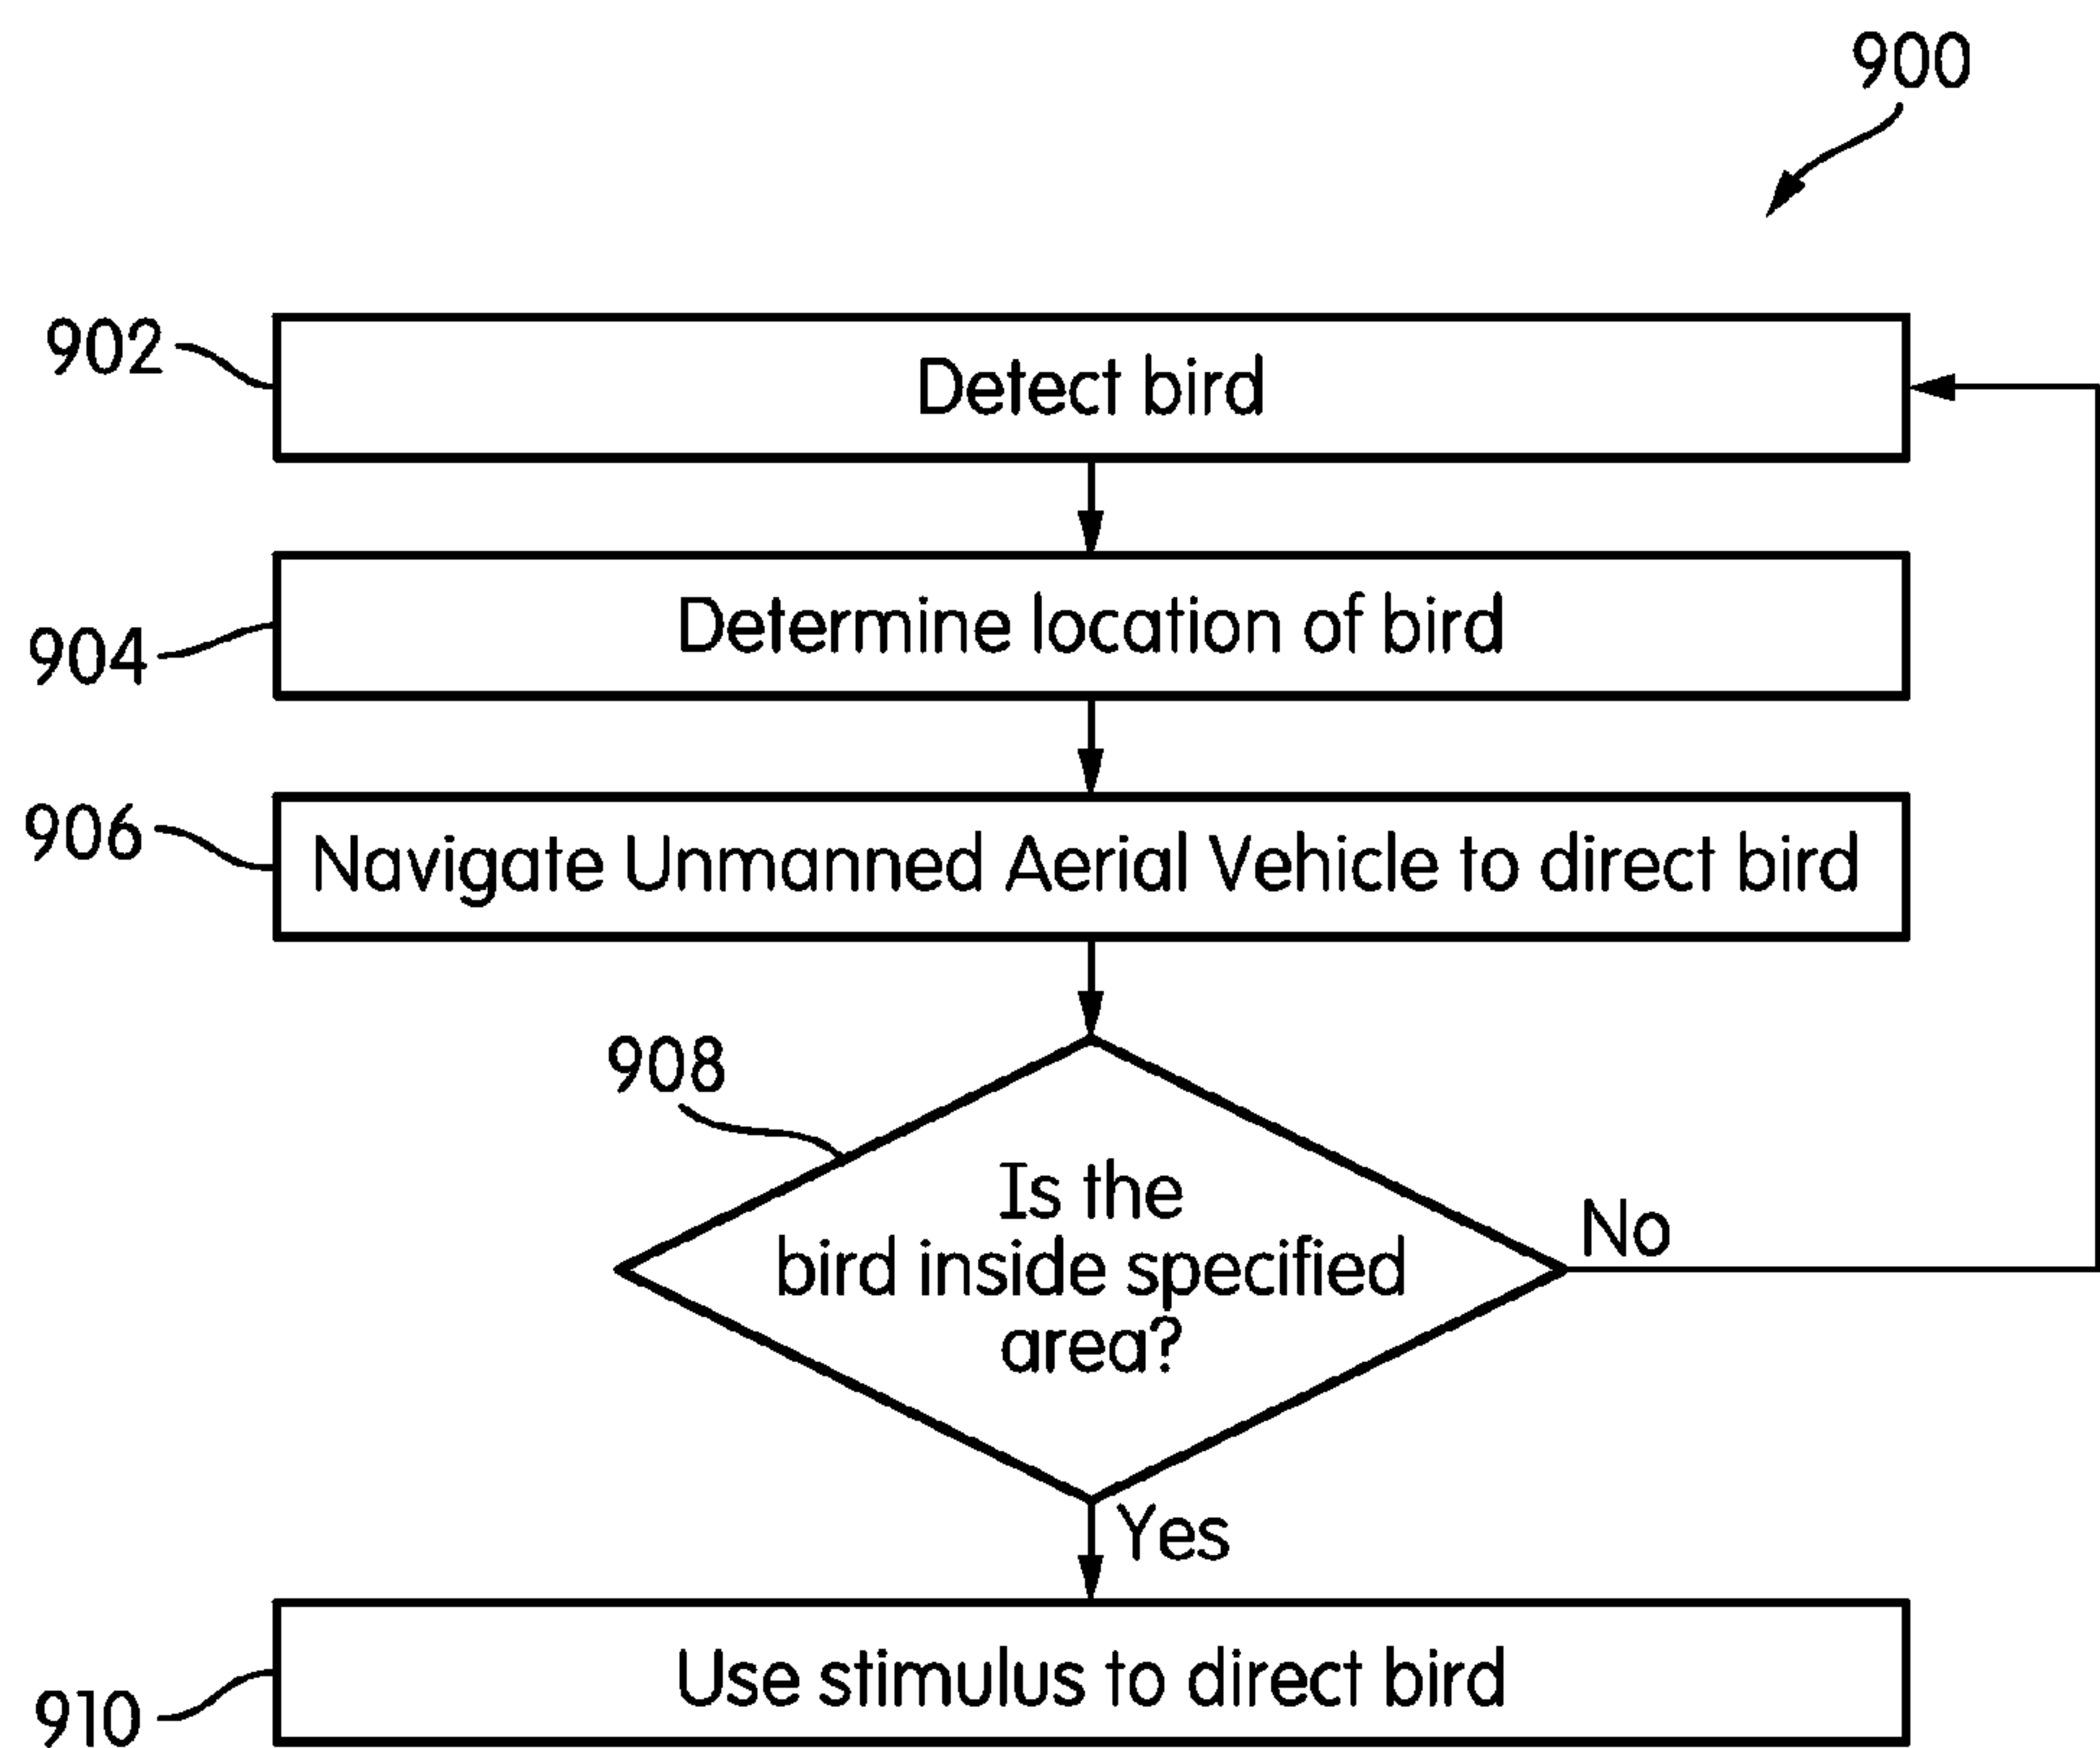 900
902
Detect bird
904
Determine location of bird
906
Navigate Unmanned Aerial Vehicle to direct bird
908
Is the
bird inside specified
area?
No
Yes
910
Use stimulus to direct bird